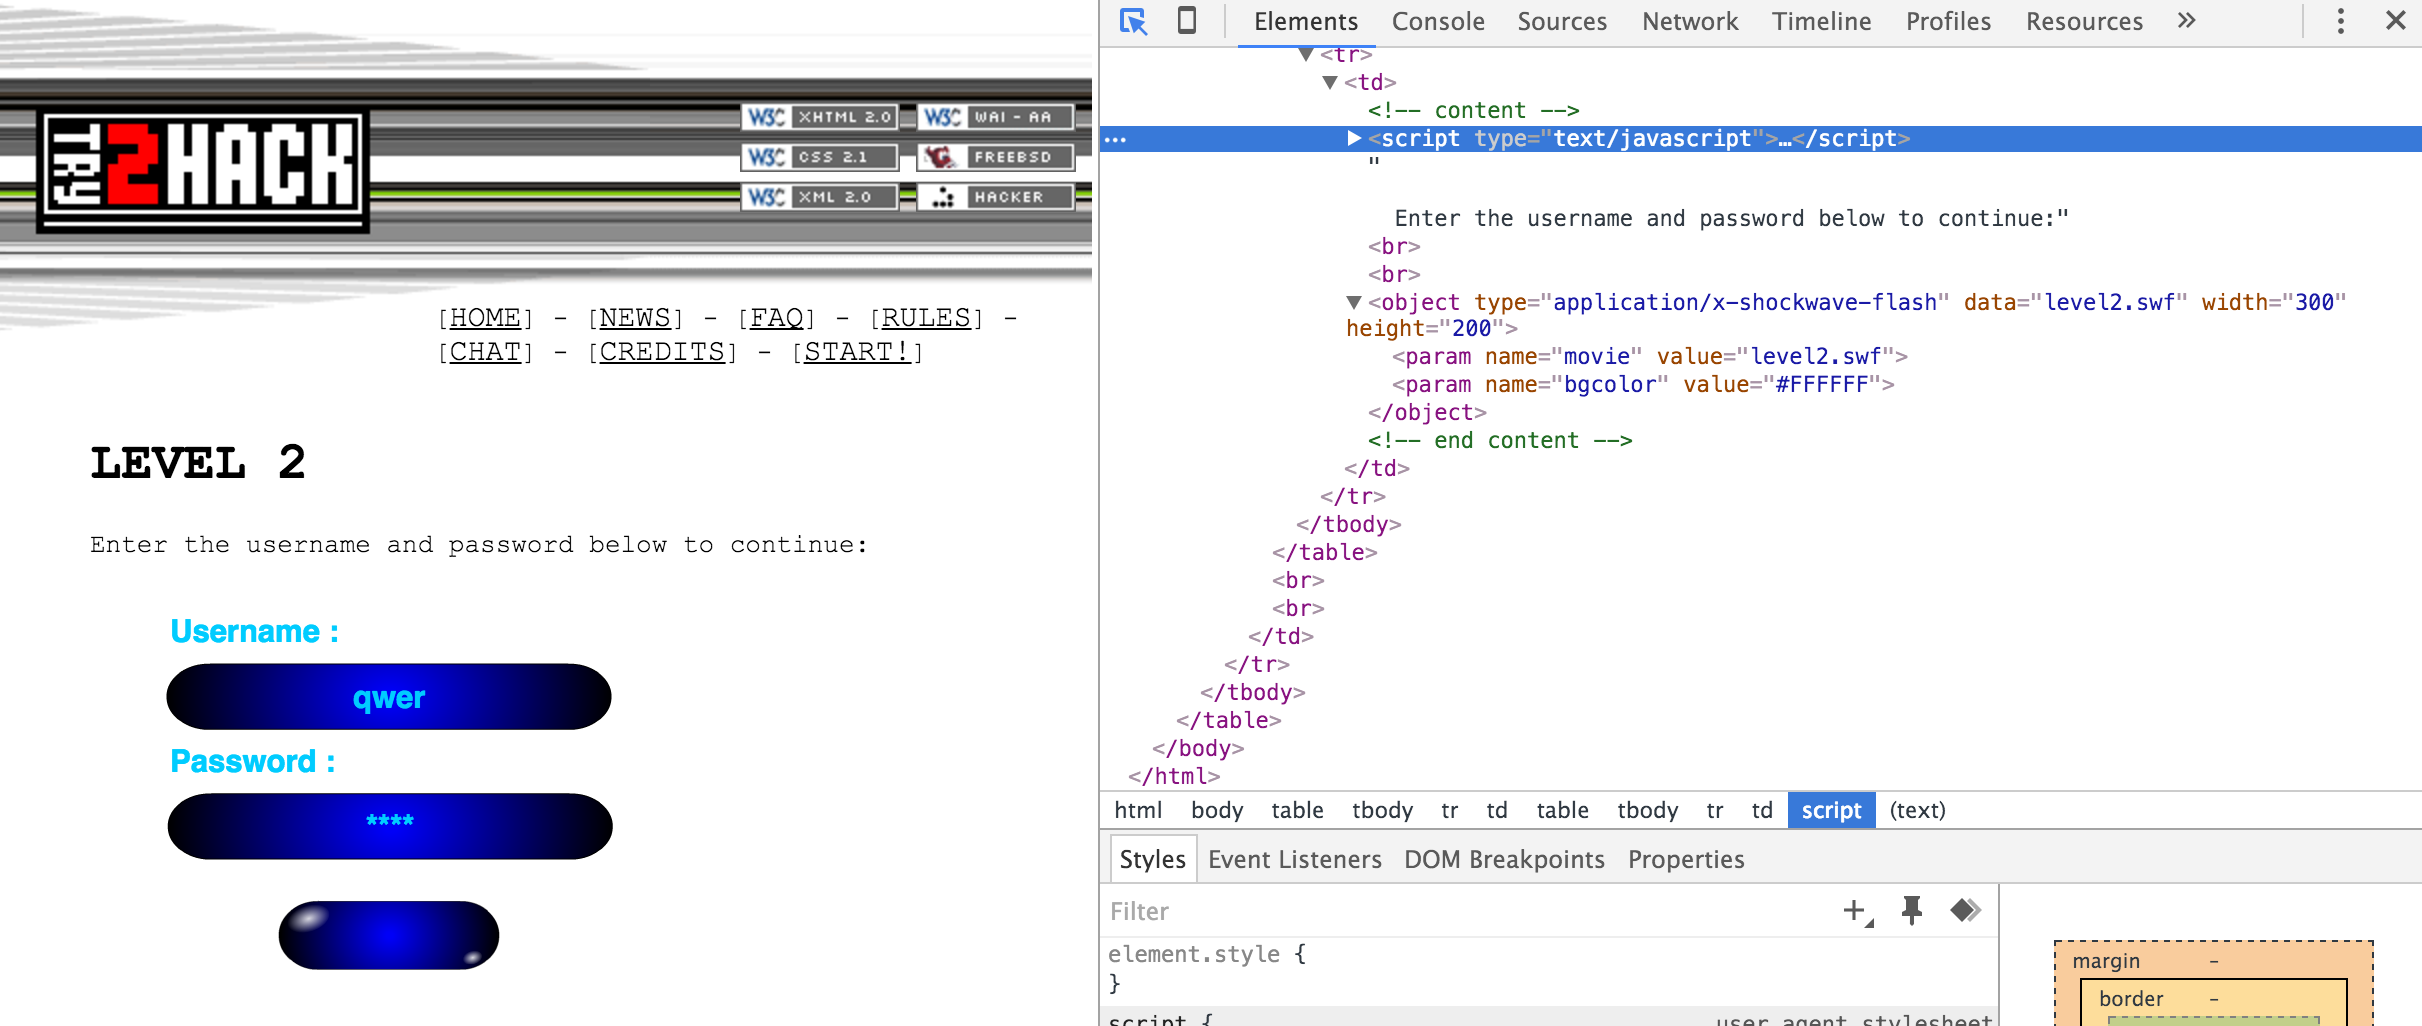 TRY2HACK
W3C XHTML 2.0
W3C WAI - AA
W3C CSS 2.1
FREEBSD
W3C XML 2.0
HACKER
[HOME] - [NEWS] - [FAQ] - [RULES] -
[CHAT] - [CREDITS] - [START!]
LEVEL 2
Enter the username and password below to continue:
Username :
qwer
Password :
****
Elements Console Sources Network Timeline Profiles Resources »
▼<tr>
▼<td>
<!-- content -->
… ▶<script type="text/javascript">…</script>
"
Enter the username and password below to continue:"
<br>
<br>
▼<object type="application/x-shockwave-flash" data="level2.swf" width="300"
height="200">
<param name="movie" value="level2.swf">
<param name="bgcolor" value="#FFFFFF">
</object>
<!-- end content -->
</td>
</tr>
</tbody>
</table>
<br>
<br>
</td>
</tr>
</tbody>
</table>
</body>
</html>
html body table tbody tr td table tbody tr td script (text)
Styles Event Listeners DOM Breakpoints Properties
Filter
element.style {
}
script { user agent stylesheet
margin -
border -